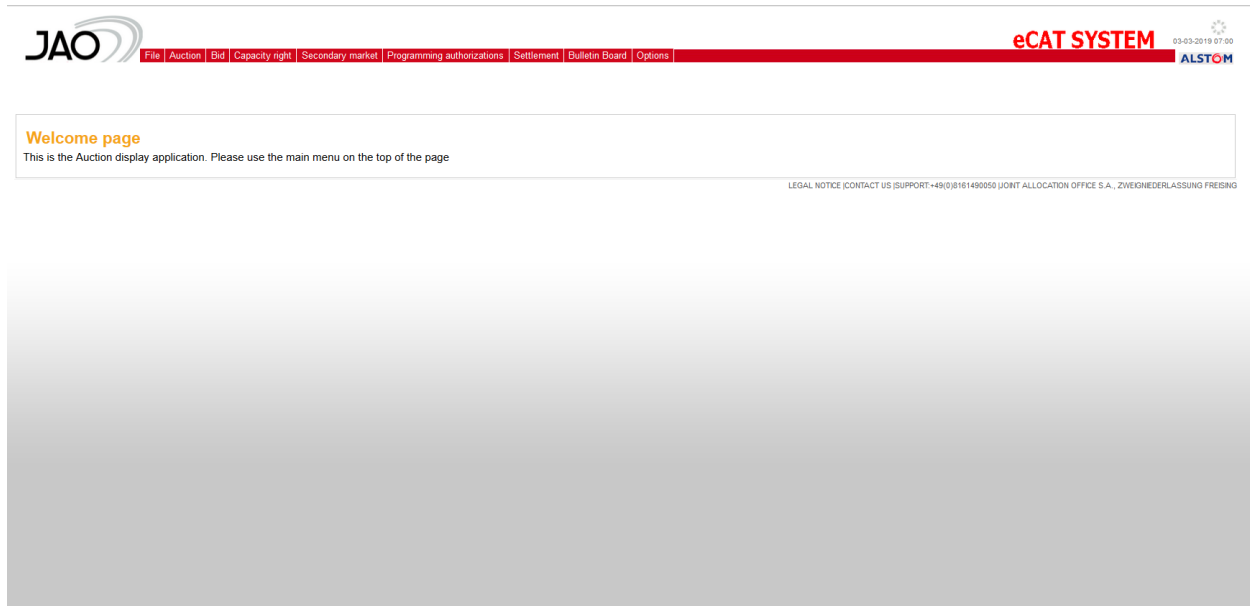 JAO
eCAT SYSTEM
03-03-2019 07:00
File | Auction | Bid | Capacity right | Secondary market | Programming authorizations | Settlement | Bulletin Board | Options
ALSTOM
Welcome page
This is the Auction display application. Please use the main menu on the top of the page
LEGAL NOTICE |CONTACT US |SUPPORT:+49(0)8161490050 |JOINT ALLOCATION OFFICE S.A., ZWEIGNIEDERLASSUNG FREISING